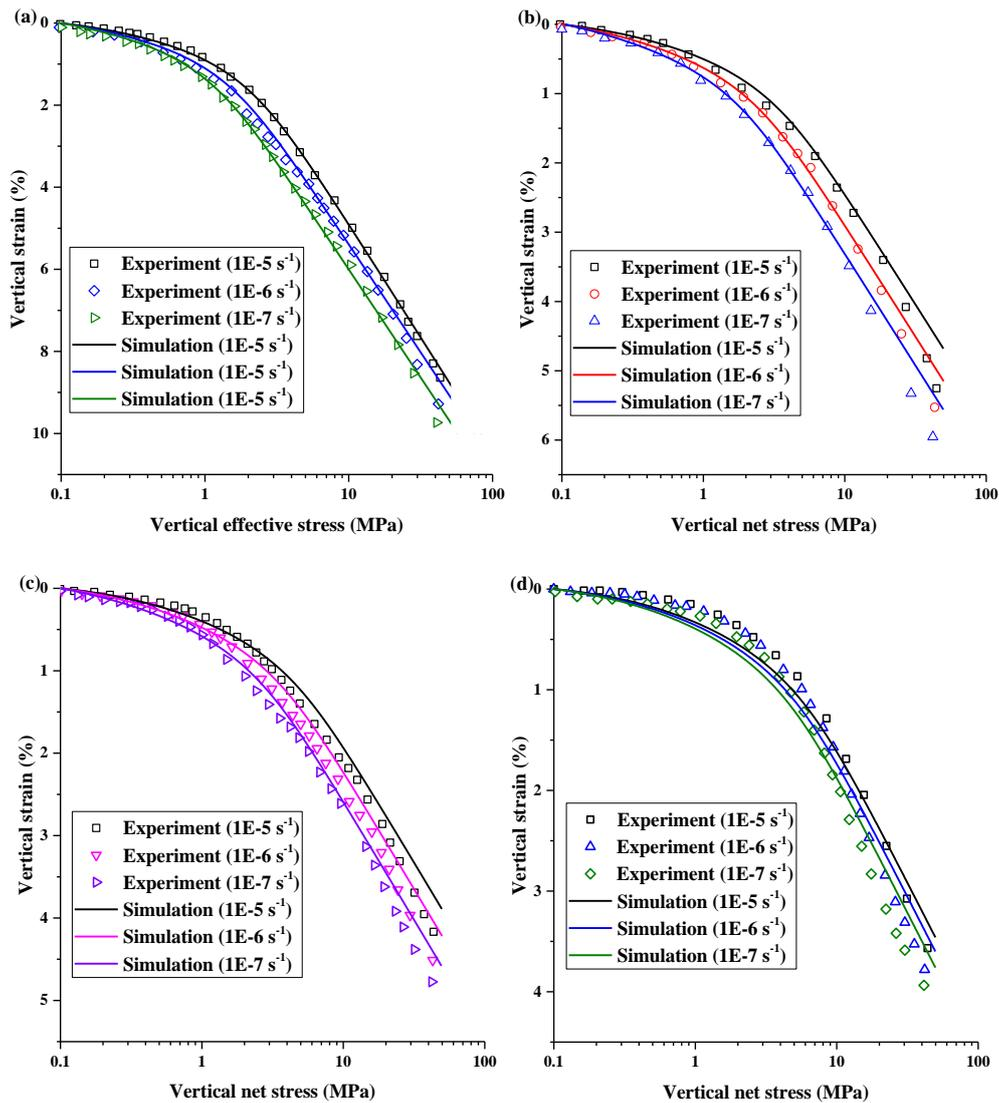 (a)
0
2
4
6
8
10
Vertical strain (%)
Experiment (1E-5 s-1)
Experiment (1E-6 s-1)
Experiment (1E-7 s-1)
Simulation (1E-5 s-1)
Simulation (1E-5 s-1)
Simulation (1E-5 s-1)
0.1 1 10 100
Vertical effective stress (MPa)
(b)
0
1
2
3
4
5
6
Vertical strain (%)
Experiment (1E-5 s-1)
Experiment (1E-6 s-1)
Experiment (1E-7 s-1)
Simulation (1E-5 s-1)
Simulation (1E-6 s-1)
Simulation (1E-7 s-1)
0.1 1 10 100
Vertical net stress (MPa)
(c)
0
1
2
3
4
5
Vertical strain (%)
Experiment (1E-5 s-1)
Experiment (1E-6 s-1)
Experiment (1E-7 s-1)
Simulation (1E-5 s-1)
Simulation (1E-6 s-1)
Simulation (1E-7 s-1)
0.1 1 10 100
Vertical net stress (MPa)
(d)
0
1
2
3
4
Vertical strain (%)
Experiment (1E-5 s-1)
Experiment (1E-6 s-1)
Experiment (1E-7 s-1)
Simulation (1E-5 s-1)
Simulation (1E-6 s-1)
Simulation (1E-7 s-1)
0.1 1 10 100
Vertical net stress (MPa)